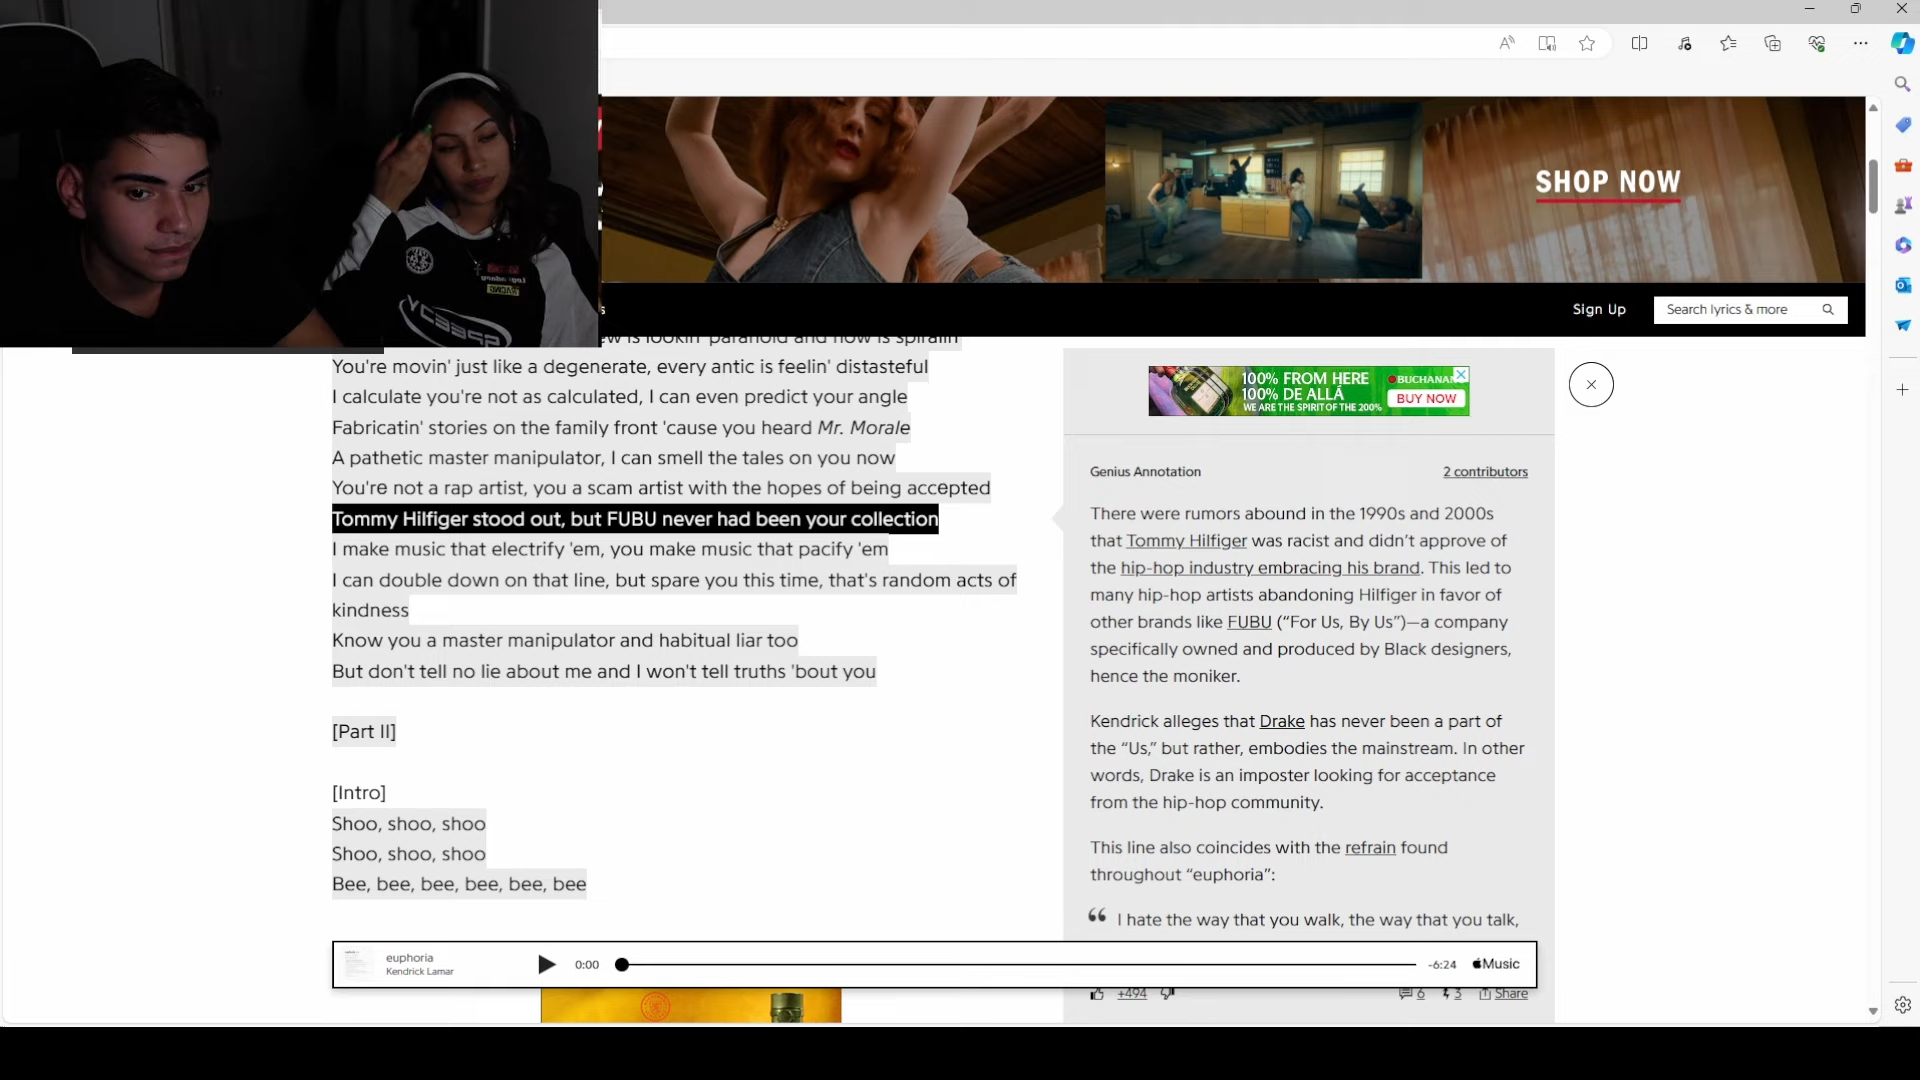 SHOP NOW
Sign Up
Search lyrics & more
You're movin' just like a degenerate, every antic is feelin' distasteful
I calculate you're not as calculated, I can even predict your angle
Fabricatin' stories on the family front 'cause you heard Mr. Morale
A pathetic master manipulator, I can smell the tales on you now
You're not a rap artist, you a scam artist with the hopes of being accepted
Tommy Hilfiger stood out, but FUBU never had been your collection
I make music that electrify 'em, you make music that pacify 'em
I can double down on that line, but spare you this time, that's random acts of
kindness
Know you a master manipulator and habitual liar too
But don't tell no lie about me and I won't tell truths 'bout you
[Part II]
[Intro]
Shoo, shoo, shoo
Shoo, shoo, shoo
Bee, bee, bee, bee, bee, bee
100% FROM HERE
100% DE ALLÁ
WE ARE THE SPIRIT OF THE 200%
BUY NOW
Genius Annotation
2 contributors
There were rumors abound in the 1990s and 2000s
that Tommy Hilfiger was racist and didn't approve of
the hip-hop industry embracing his brand. This led to
many hip-hop artists abandoning Hilfiger in favor of
other brands like FUBU (“For Us, By Us”)—a company
specifically owned and produced by Black designers,
hence the moniker.
Kendrick alleges that Drake has never been a part of
the “Us,” but rather, embodies the mainstream. In other
words, Drake is an imposter looking for acceptance
from the hip-hop community.
This line also coincides with the refrain found
throughout “euphoria”:
“ I hate the way that you walk, the way that you talk,
euphoria
Kendrick Lamar
0:00
-6:24
Music
+494
6
3
Share